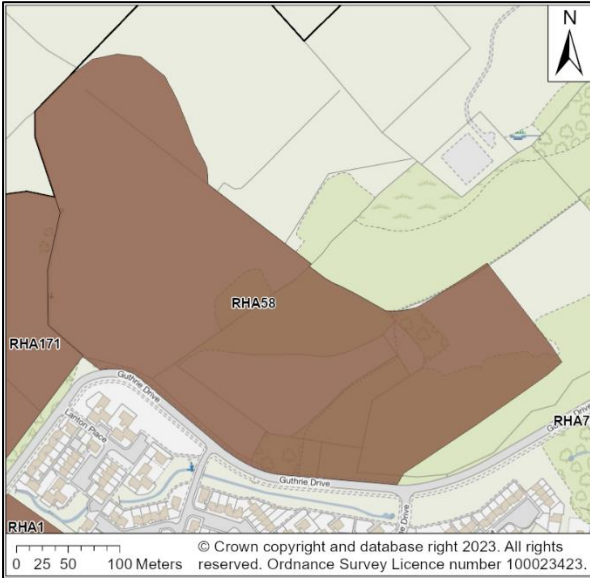 N
RHA58
RHA171
Guthrie Drive
Lanton Place
RHA7
Guthrie Drive
RHA1
0 25 50 100 Meters
© Crown copyright and database right 2023. All rights
reserved. Ordnance Survey Licence number 100023423.